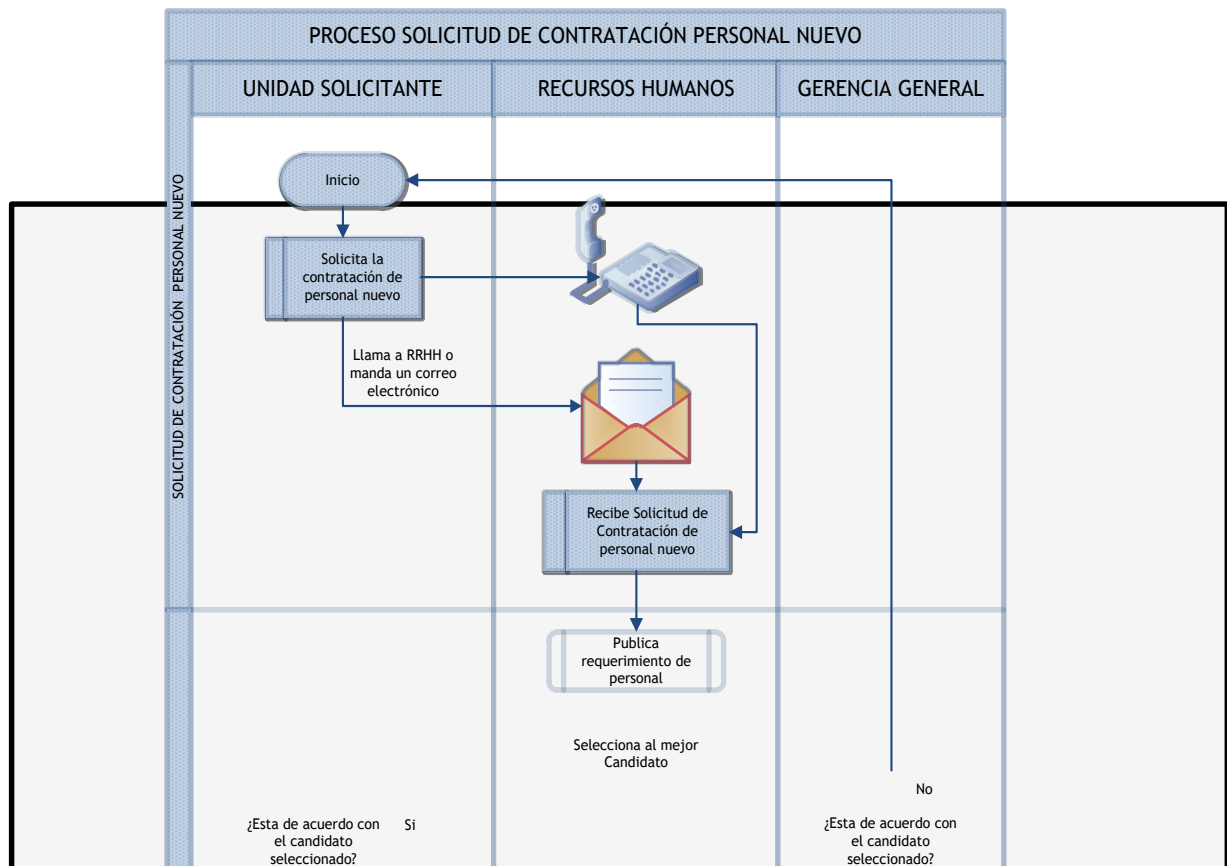 PROCESO SOLICITUD DE CONTRATACIÓN PERSONAL NUEVO
UNIDAD SOLICITANTE
RECURSOS HUMANOS
GERENCIA GENERAL
SOLICITUD DE CONTRATACIÓN PERSONAL NUEVO
Inicio
Solicita la
contratación de
personal nuevo
Llama a RRHH o
manda un correo
electrónico
Recibe Solicitud de
Contratación de
personal nuevo
Publica
requerimiento de
personal
Selecciona al mejor
Candidato
No
¿Esta de acuerdo con
el candidato
seleccionado?
Si
¿Esta de acuerdo con
el candidato
seleccionado?